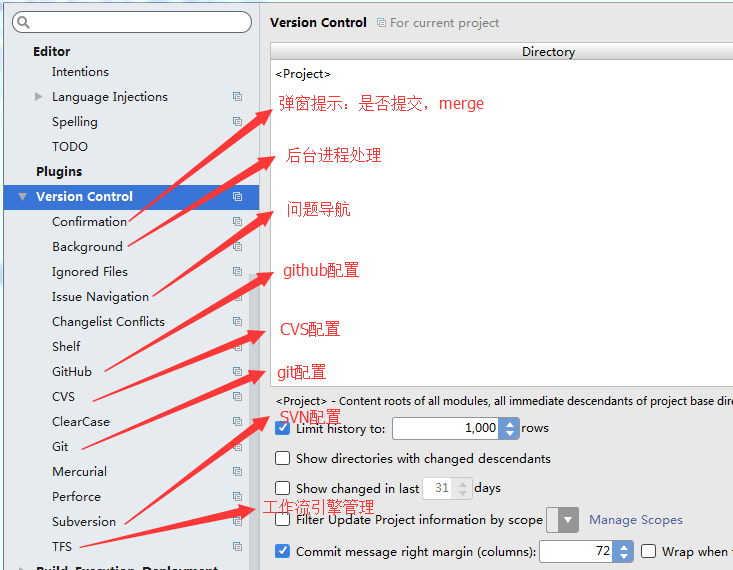 Version Control
For current project
Editor
Intentions
Language Injections
Spelling
TODO
Plugins
Version Control
Confirmation
Background
Ignored Files
Issue Navigation
Changelist Conflicts
Shelf
GitHub
CVS
ClearCase
Git
Mercurial
Perforce
Subversion
TFS
Directory
<Project>
弹窗提示：是否提交，merge
后台进程处理
问题导航
github配置
CVS配置
git配置
<Project> - Content roots of all modules, all immediate descendants of project base
SVN配置
Limit history to: 1,000 rows
Show directories with changed descendants
Show changed in last 31 days
工作流引擎管理
Filter Update Project information by scope Manage Scopes
Commit message right margin (columns): 72 Wrap when